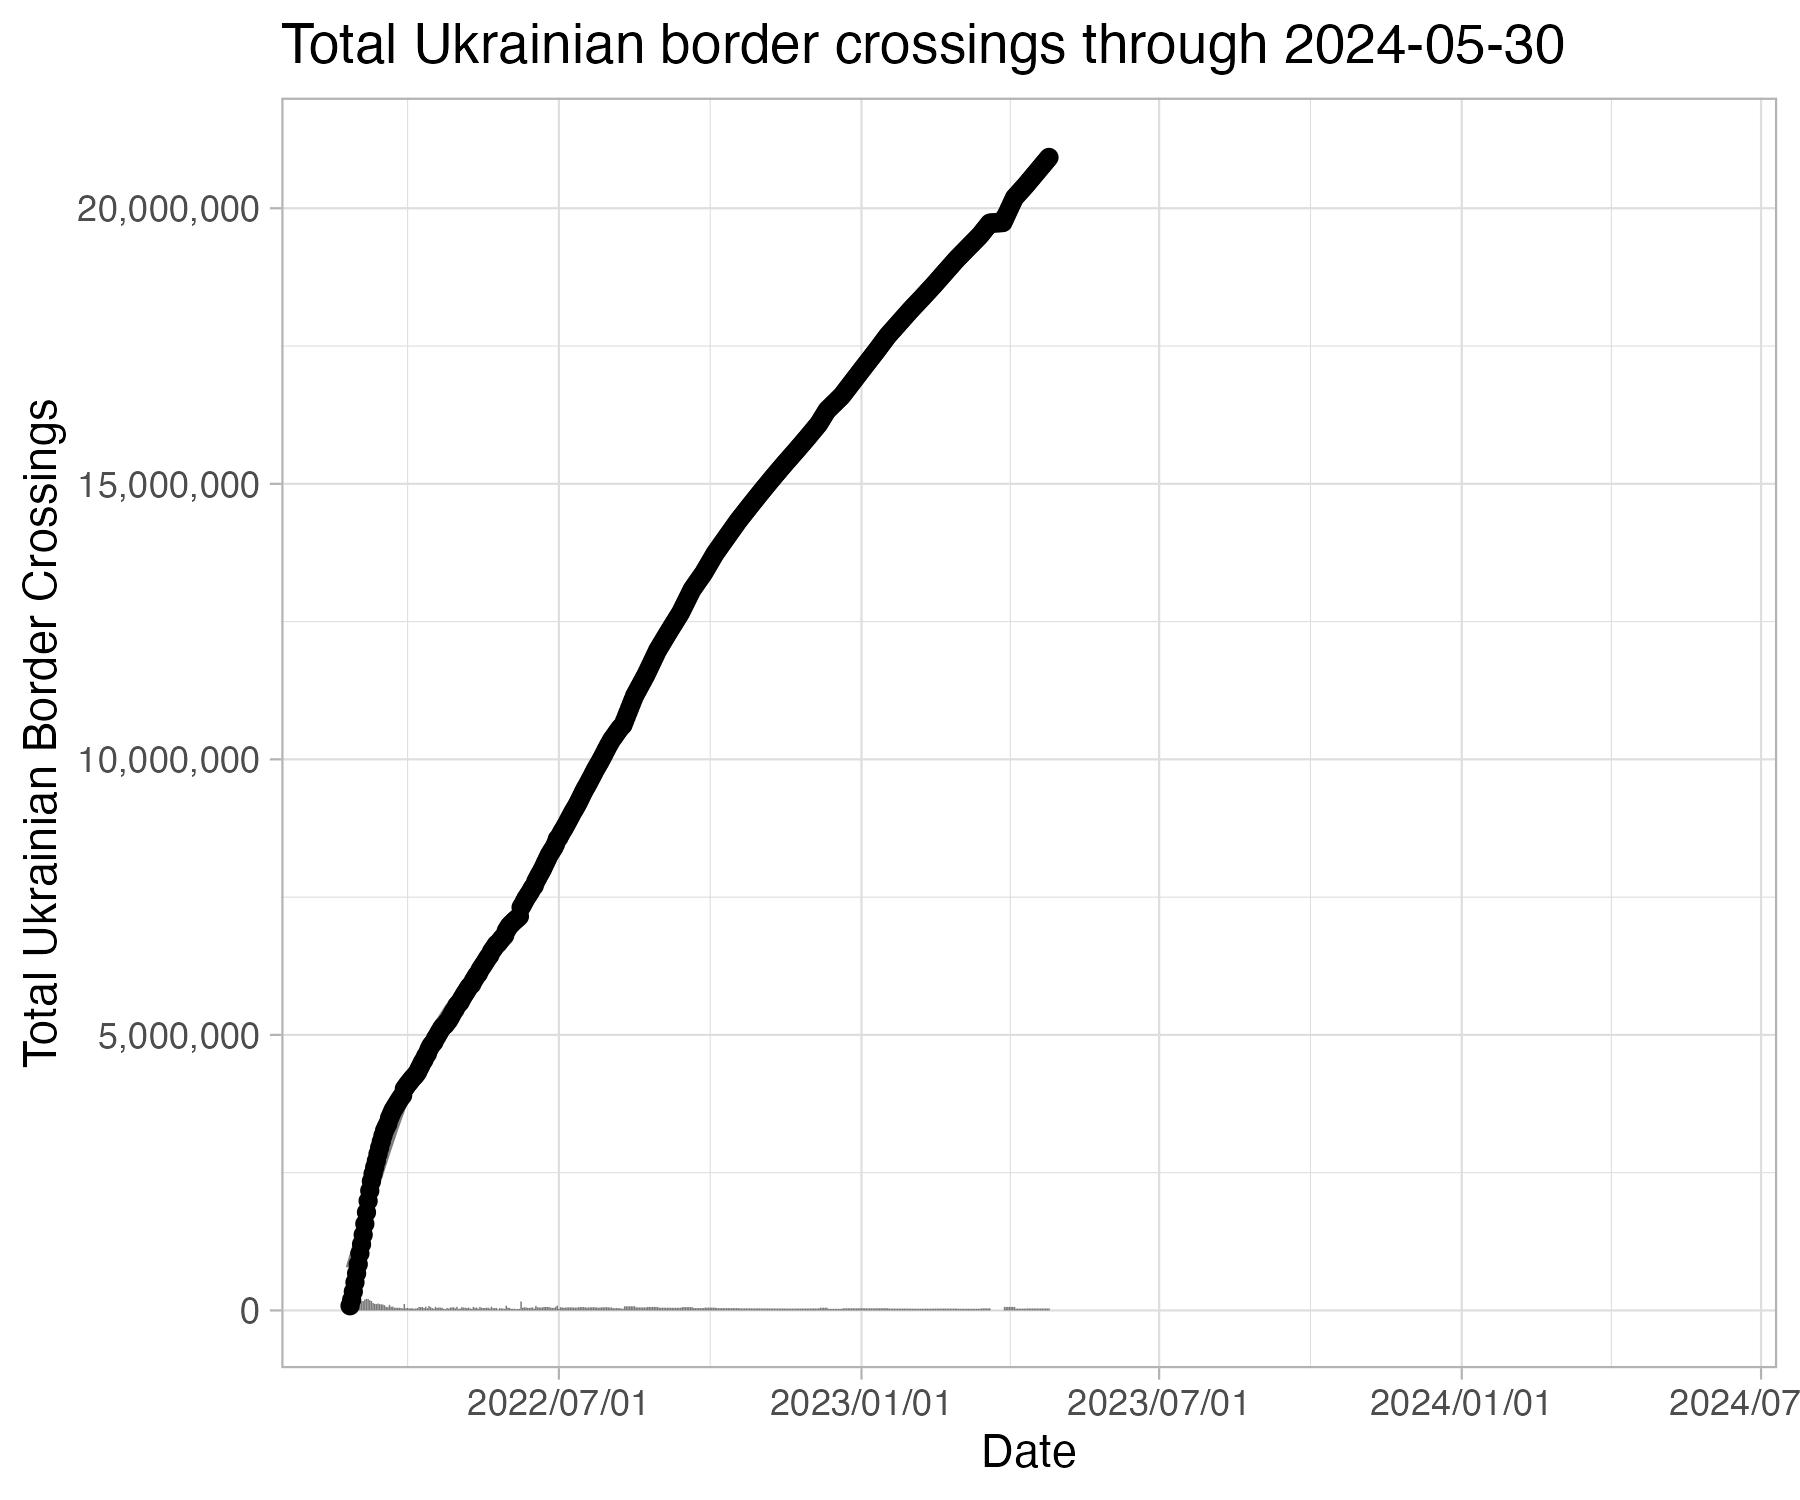 Total Ukrainian border crossings through 2024-05-30
Total Ukrainian Border Crossings
20,000,000
15,000,000
10,000,000
5,000,000
0
2022/07/01 2023/01/01 2023/07/01 2024/01/01 2024/07
Date